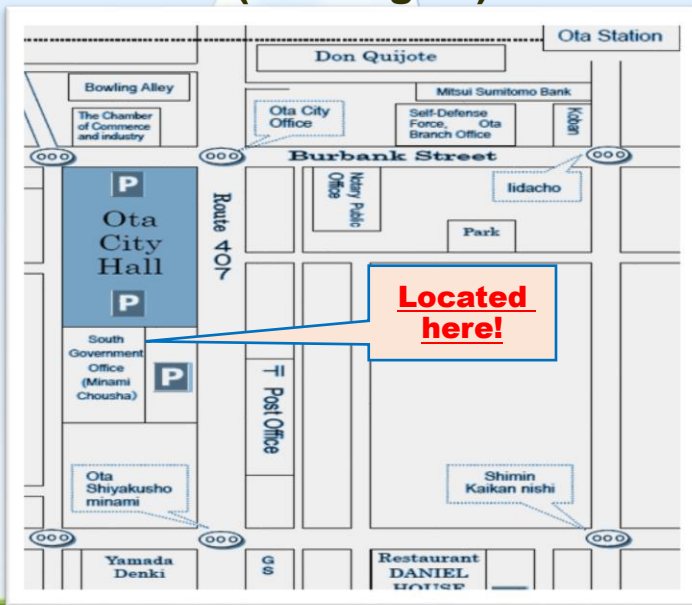 Ota Station
Don Quijote
Bowling Alley
Mitsui Sumitomo Bank
The Chamber
of Commerce
and industry
Ota City
Office
Self-Defense
Force, Ota
Branch Office
Koban
Burbank Street
P
Ota
City
Hall
P
Route 407
Notary Public
Office
Iidacho
Park
Located
here!
South
Government
Office
(Minami
Chousha)
P
〒 Post Office
Ota
Shiyakusho
minami
Shimin
Kaikan nishi
Yamada
Denki
GS
Restaurant
DANIEL
HOUSE